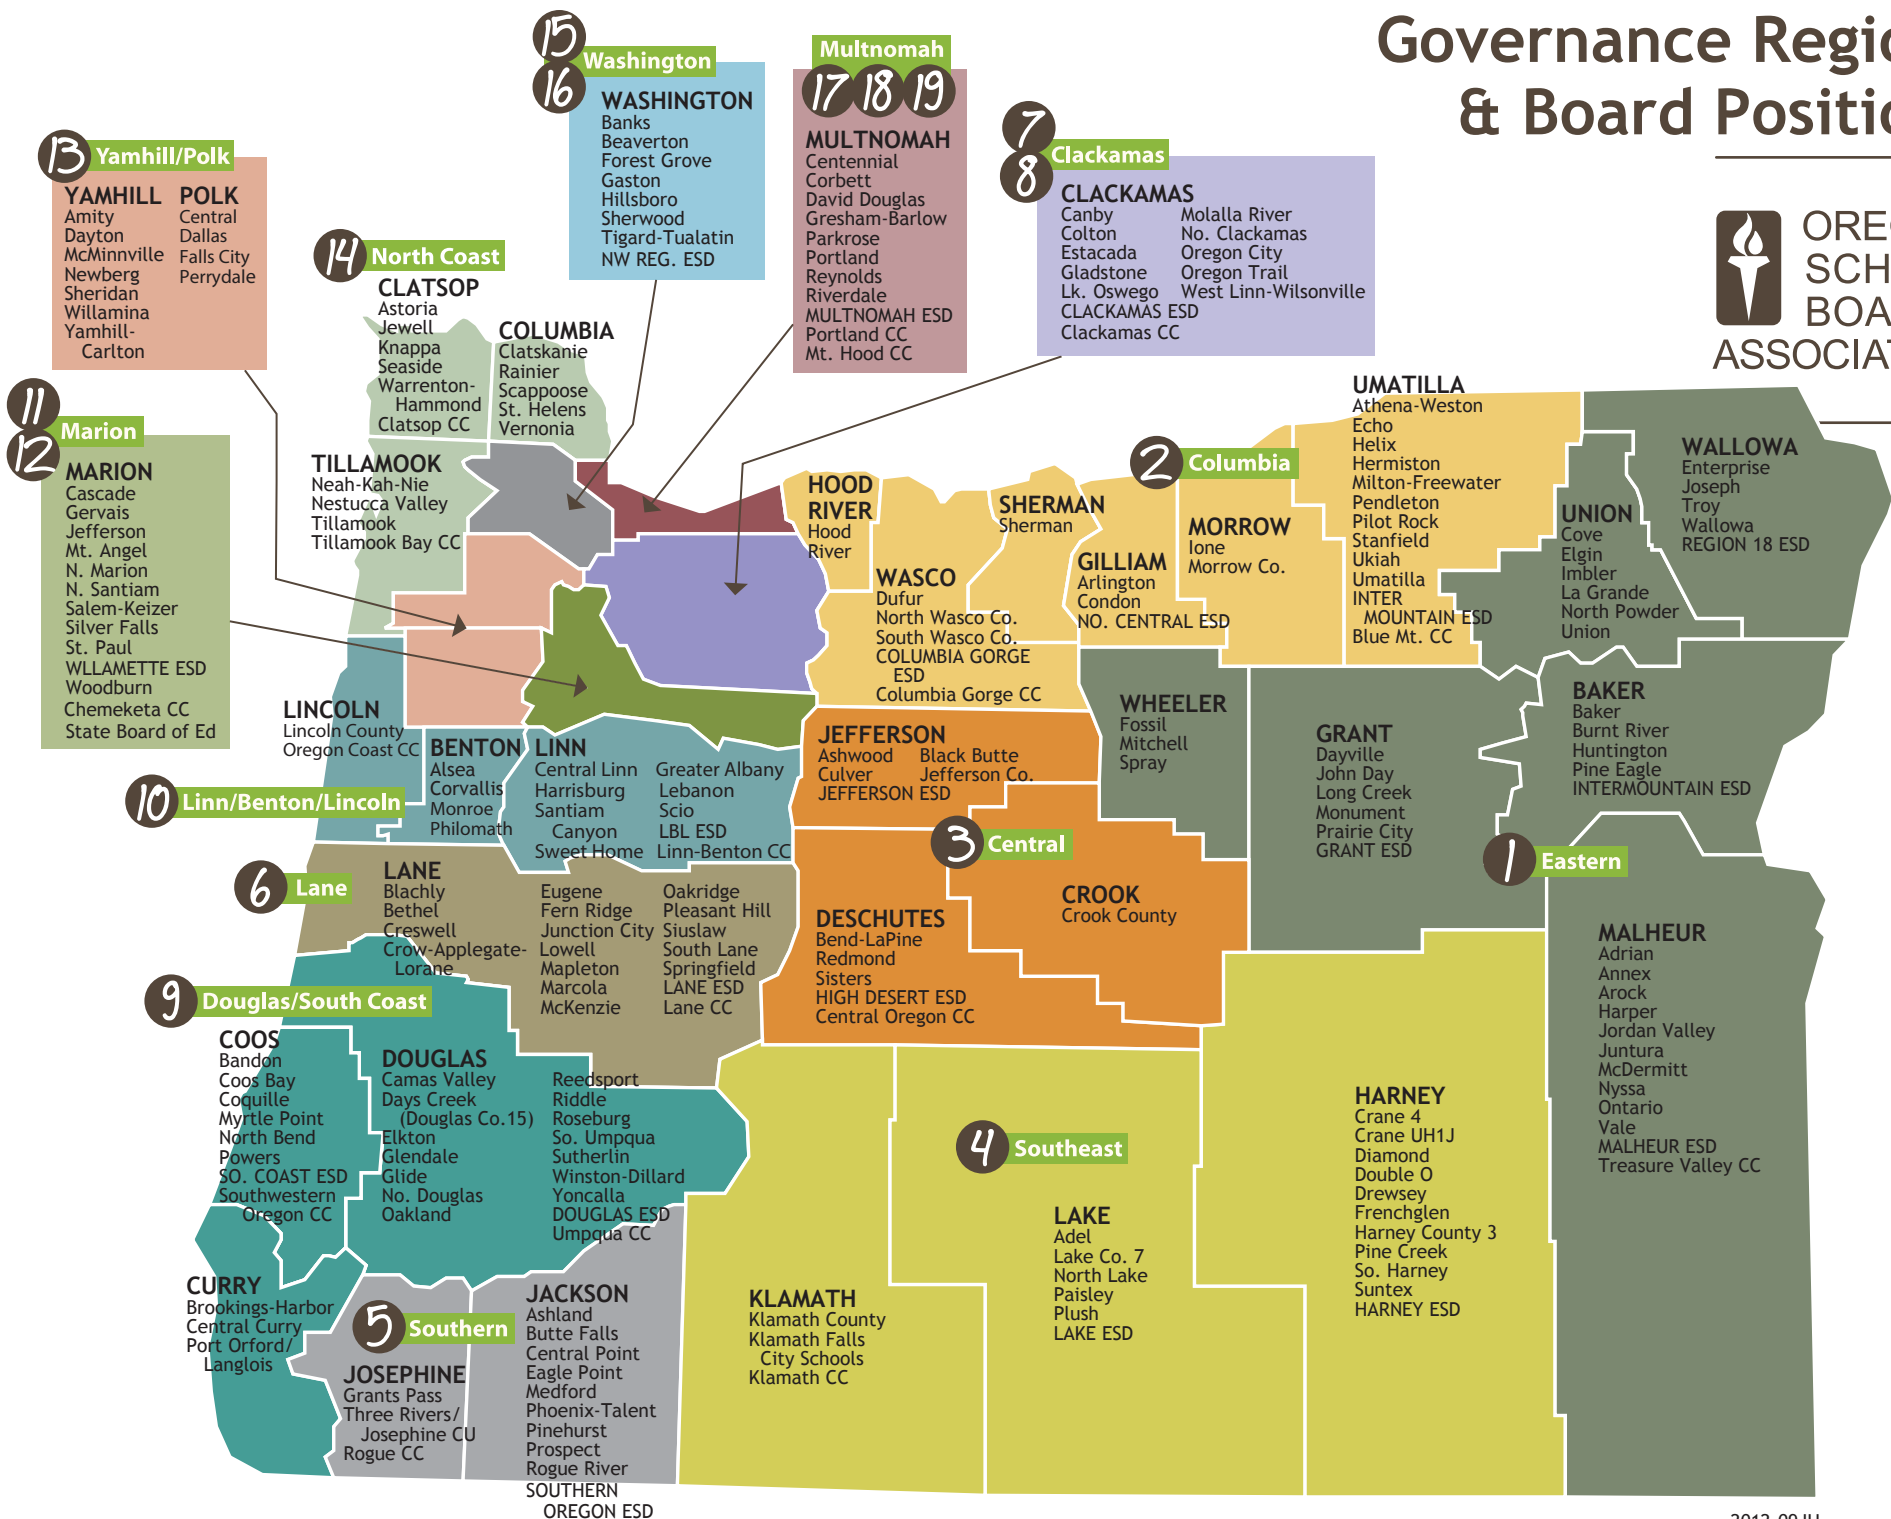 Governance Regio
& Board Positio
OREG
SCH
BOA
ASSOCIAT
15
16
Washington
WASHINGTON
Banks
Beaverton
Forest Grove
Gaston
Hillsboro
Sherwood
Tigard-Tualatin
NW REG. ESD
Multnomah
17 18 19
MULTNOMAH
Centennial
Corbett
David Douglas
Gresham-Barlow
Parkrose
Portland
Reynolds
Riverdale
MULTNOMAH ESD
Portland CC
Mt. Hood CC
7
8
Clackamas
CLACKAMAS
Canby
Colton
Estacada
Gladstone
Lk. Oswego
CLACKAMAS ESD
Clackamas CC
Molalla River
No. Clackamas
Oregon City
Oregon Trail
West Linn-Wilsonville
13 Yamhill/Polk
YAMHILL
Amity
Dayton
McMinnville
Newberg
Sheridan
Willamina
Yamhill-
Carlton
POLK
Central
Dallas
Falls City
Perrydale
14 North Coast
CLATSOP
Astoria
Jewell
Knappa
Seaside
Warrenton-
Hammond
Clatsop CC
COLUMBIA
Clatskanie
Rainier
Scappoose
St. Helens
Vernonia
TILLAMOOK
Neah-Kah-Nie
Nestucca Valley
Tillamook
Tillamook Bay CC
11
12
Marion
MARION
Cascade
Gervais
Jefferson
Mt. Angel
N. Marion
N. Santiam
Salem-Keizer
Silver Falls
St. Paul
WLLAMETTE ESD
Woodburn
Chemeketa CC
State Board of Ed
2 Columbia
HOOD
RIVER
Hood
River
WASCO
Dufur
North Wasco Co.
South Wasco Co.
COLUMBIA GORGE
ESD
Columbia Gorge CC
SHERMAN
Sherman
GILLIAM
Arlington
Condon
NO. CENTRAL ESD
MORROW
Ione
Morrow Co.
UMATILLA
Athena-Weston
Echo
Helix
Hermiston
Milton-Freewater
Pendleton
Pilot Rock
Stanfield
Ukiah
Umatilla
INTER
MOUNTAIN ESD
Blue Mt. CC
UNION
Cove
Elgin
Imbler
La Grande
North Powder
Union
WALLOWA
Enterprise
Joseph
Troy
Wallowa
REGION 18 ESD
LINCOLN
Lincoln County
Oregon Coast CC
BENTON
Alsea
Corvallis
Monroe
Philomath
LINN
Central Linn
Harrisburg
Santiam
Canyon
Sweet Home
Greater Albany
Lebanon
Scio
LBL ESD
Linn-Benton CC
10 Linn/Benton/Lincoln
JEFFERSON
Ashwood
Culver
JEFFERSON ESD
Black Butte
Jefferson Co.
WHEELER
Fossil
Mitchell
Spray
GRANT
Dayville
John Day
Long Creek
Monument
Prairie City
GRANT ESD
BAKER
Baker
Burnt River
Huntington
Pine Eagle
INTERMOUNTAIN ESD
3 Central
1 Eastern
6 Lane
LANE
Blachly
Bethel
Creswell
Crow-Applegate-
Lorane
Eugene
Fern Ridge
Junction City
Lowell
Mapleton
Marcola
McKenzie
Oakridge
Pleasant Hill
Siuslaw
South Lane
Springfield
LANE ESD
Lane CC
DESCHUTES
Bend-LaPine
Redmond
Sisters
HIGH DESERT ESD
Central Oregon CC
CROOK
Crook County
MALHEUR
Adrian
Annex
Arock
Harper
Jordan Valley
Juntura
McDermitt
Nyssa
Ontario
Vale
MALHEUR ESD
Treasure Valley CC
9 Douglas/South Coast
COOS
Bandon
Coos Bay
Coquille
Myrtle Point
North Bend
Powers
SO. COAST ESD
Southwestern
Oregon CC
DOUGLAS
Camas Valley
Days Creek
(Douglas Co.15)
Elkton
Glendale
Glide
No. Douglas
Oakland
Reedsport
Riddle
Roseburg
So. Umpqua
Sutherlin
Winston-Dillard
Yoncalla
DOUGLAS ESD
Umpqua CC
4 Southeast
LAKE
Adel
Lake Co. 7
North Lake
Paisley
Plush
LAKE ESD
HARNEY
Crane 4
Crane UH1J
Diamond
Double O
Drewsey
Frenchglen
Harney County 3
Pine Creek
So. Harney
Suntex
HARNEY ESD
CURRY
Brookings-Harbor
Central Curry
Port Orford/
Langlois
5 Southern
JOSEPHINE
Grants Pass
Three Rivers/
Josephine CU
Rogue CC
JACKSON
Ashland
Butte Falls
Central Point
Eagle Point
Medford
Phoenix-Talent
Pinehurst
Prospect
Rogue River
SOUTHERN
OREGON ESD
KLAMATH
Klamath County
Klamath Falls
City Schools
Klamath CC